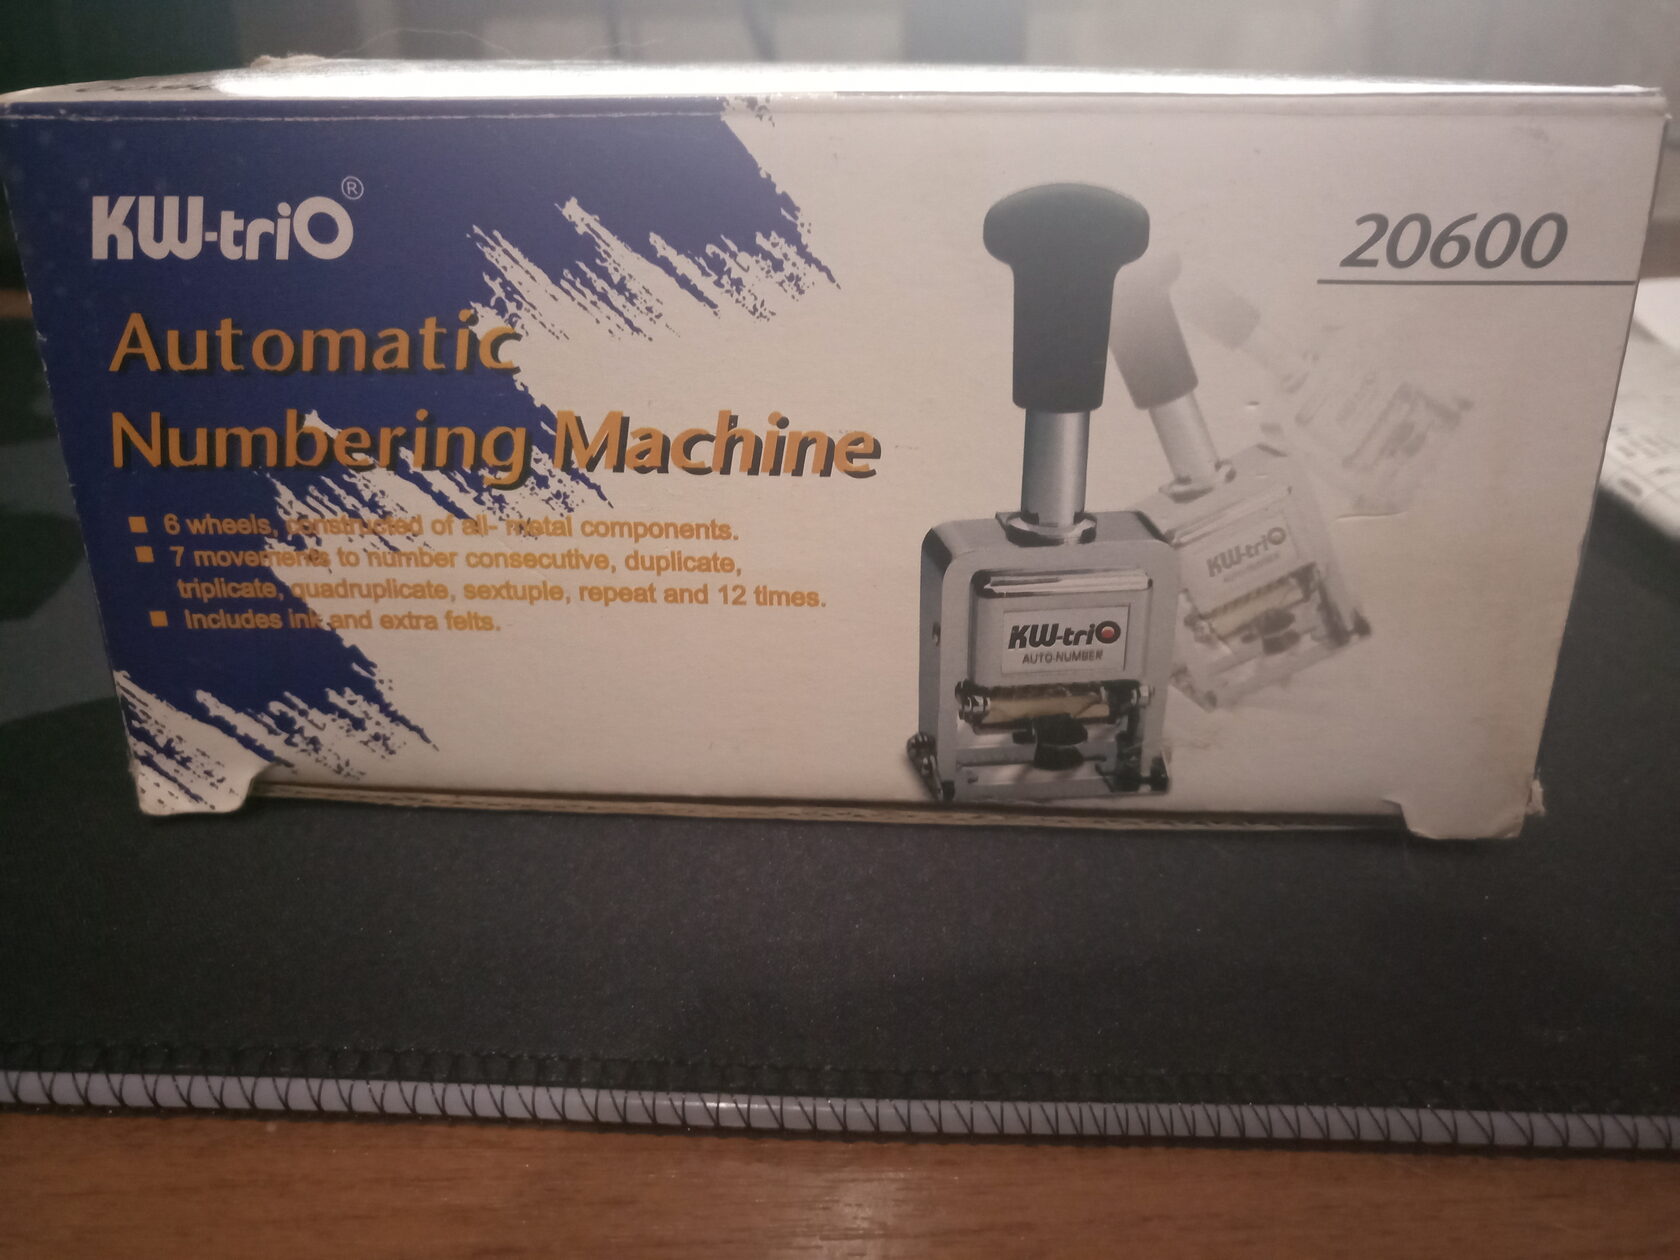 KW-triO®
20600
Automatic
Numbering Machine
6 wheels, constructed of all- metal components.
7 movements to number consecutive, duplicate,
triplicate, quadruplicate, sextuple, repeat and 12 times.
Includes ink and extra felts.
KW-triO
AUTO-NUMBER
KW-triO